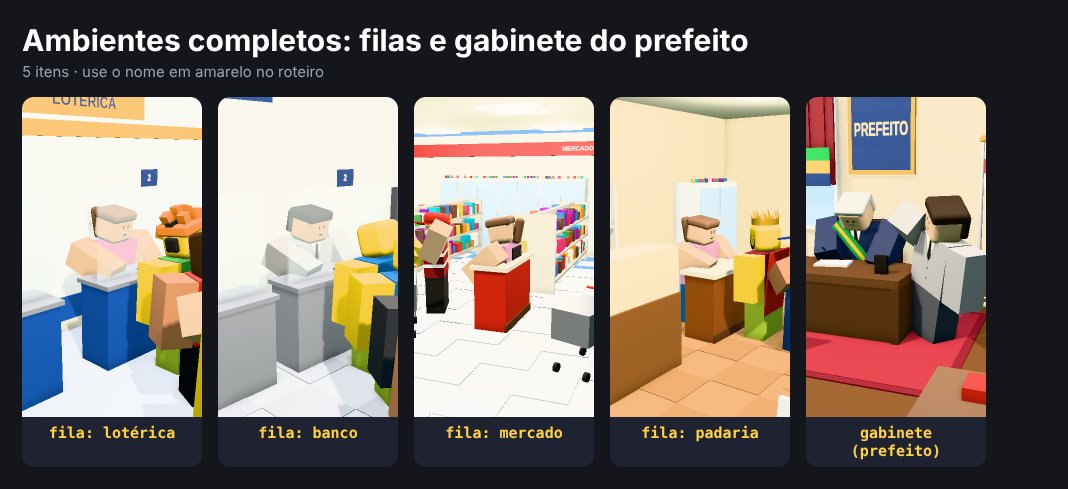 Ambientes completos: filas e gabinete do prefeito
5 itens · use o nome em amarelo no roteiro
LOTÉRICA
2
2
MERCADO
PREFEITO
fila: lotérica
fila: banco
fila: mercado
fila: padaria
gabinete
(prefeito)